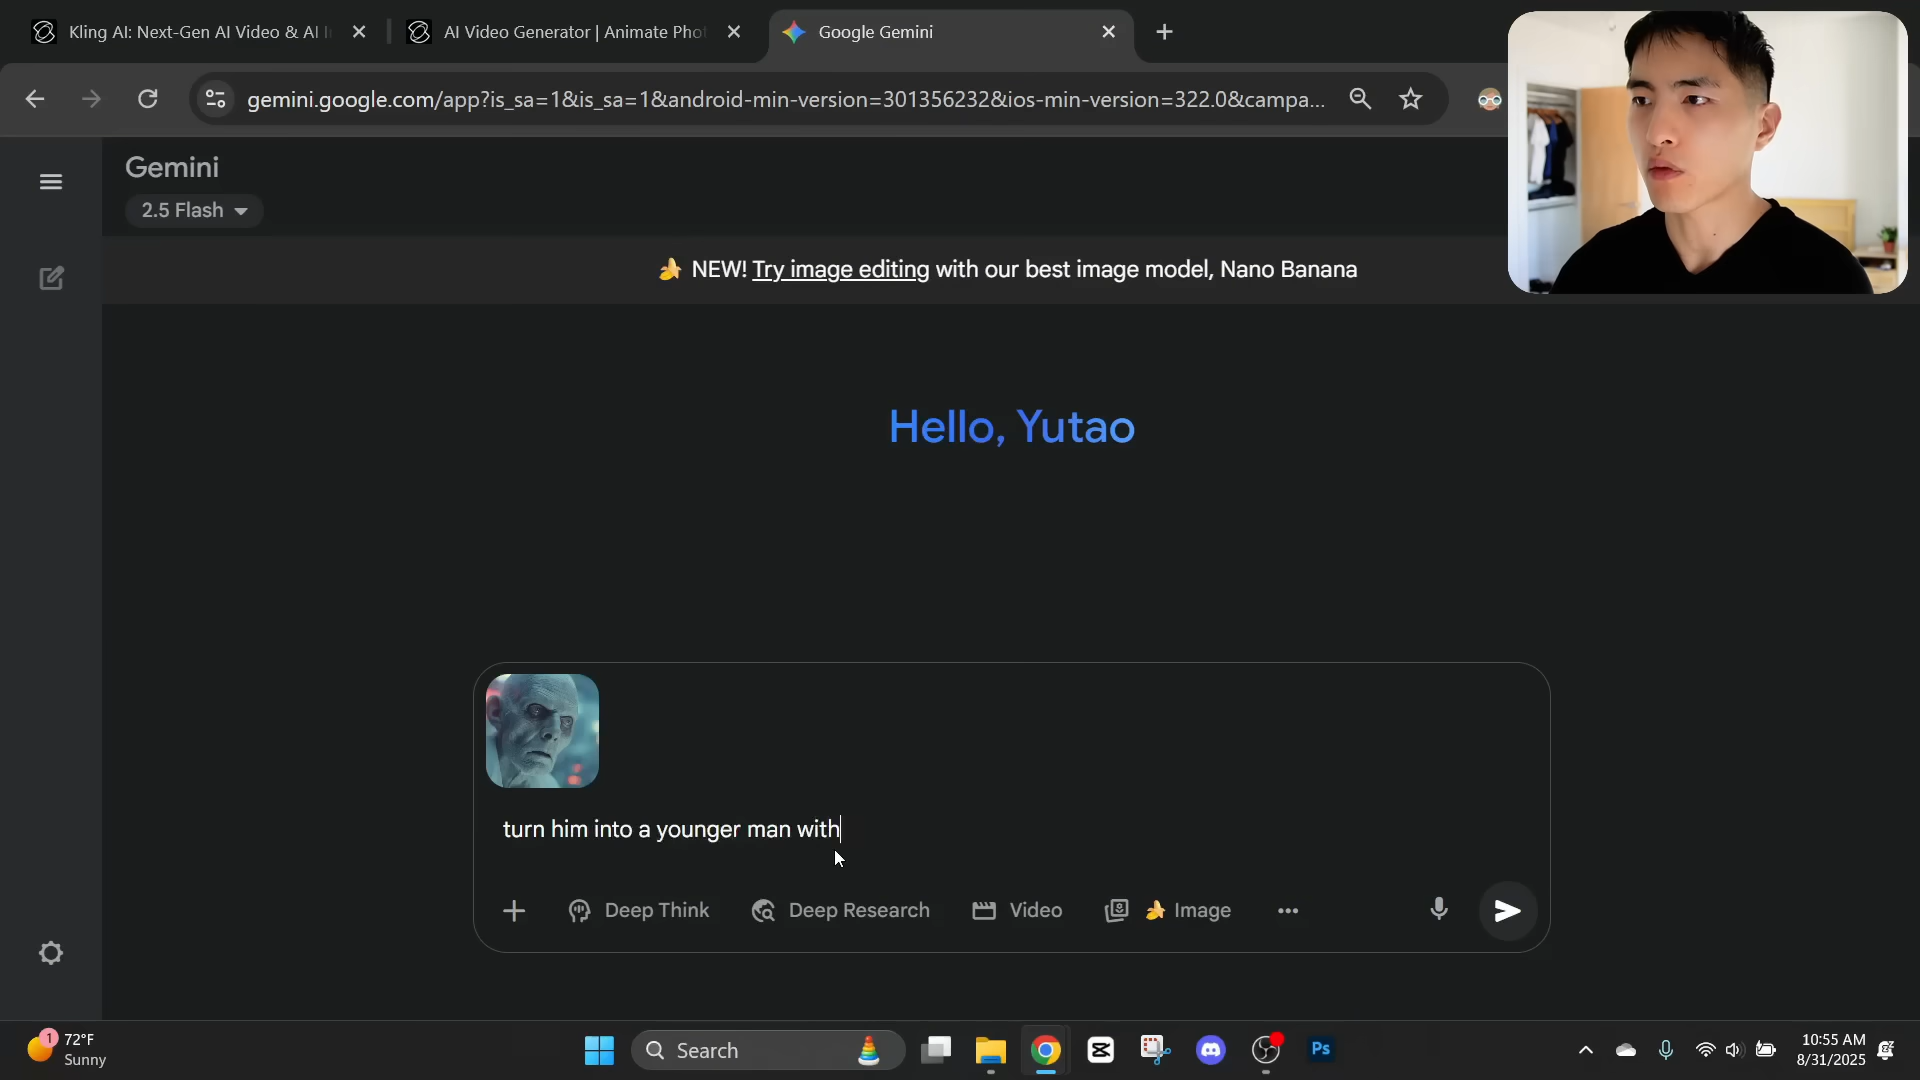 Kling AI: Next-Gen AI Video & AI I
AI Video Generator | Animate Pho
Google Gemini
gemini.google.com/app?is_sa=1&is_sa=1&android-min-version=301356232&ios-min-version=322.0&campa...
Gemini
2.5 Flash
NEW! Try image editing with our best image model, Nano Banana
Hello, Yutao
turn him into a younger man with
Deep Think
Deep Research
Video
Image
1
72°F
Sunny
Search
Ps
10:55 AM
8/31/2025